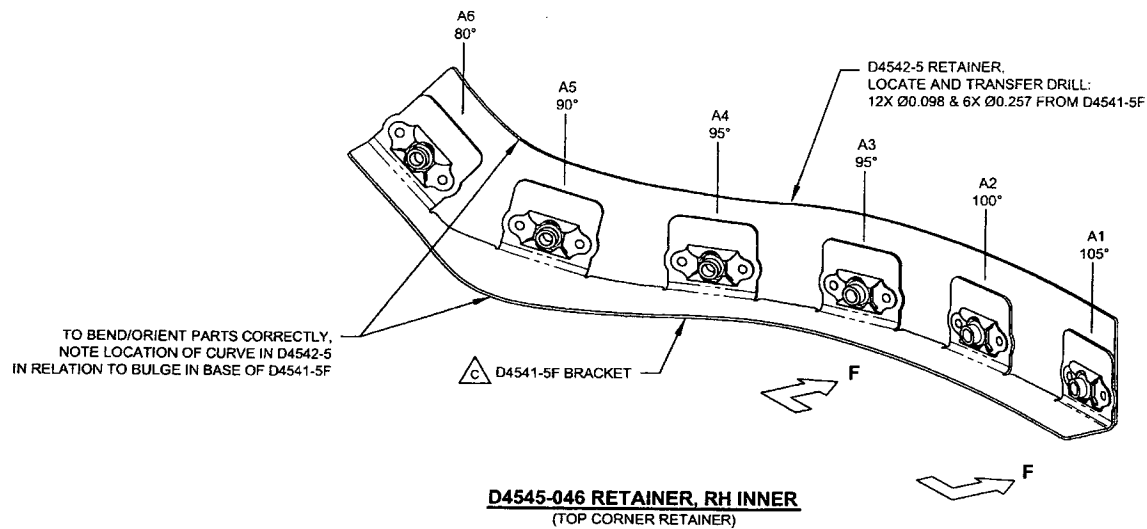 A6
80°
A5
90°
A4
95°
A3
95°
A2
100°
A1
105°
D4542-5 RETAINER,
LOCATE AND TRANSFER DRILL:
12X Ø0.098 & 6X Ø0.257 FROM D4541-5F
TO BEND/ORIENT PARTS CORRECTLY,
NOTE LOCATION OF CURVE IN D4542-5
IN RELATION TO BULGE IN BASE OF D4541-5F
C D4541-5F BRACKET
F
F
D4545-046 RETAINER, RH INNER
(TOP CORNER RETAINER)